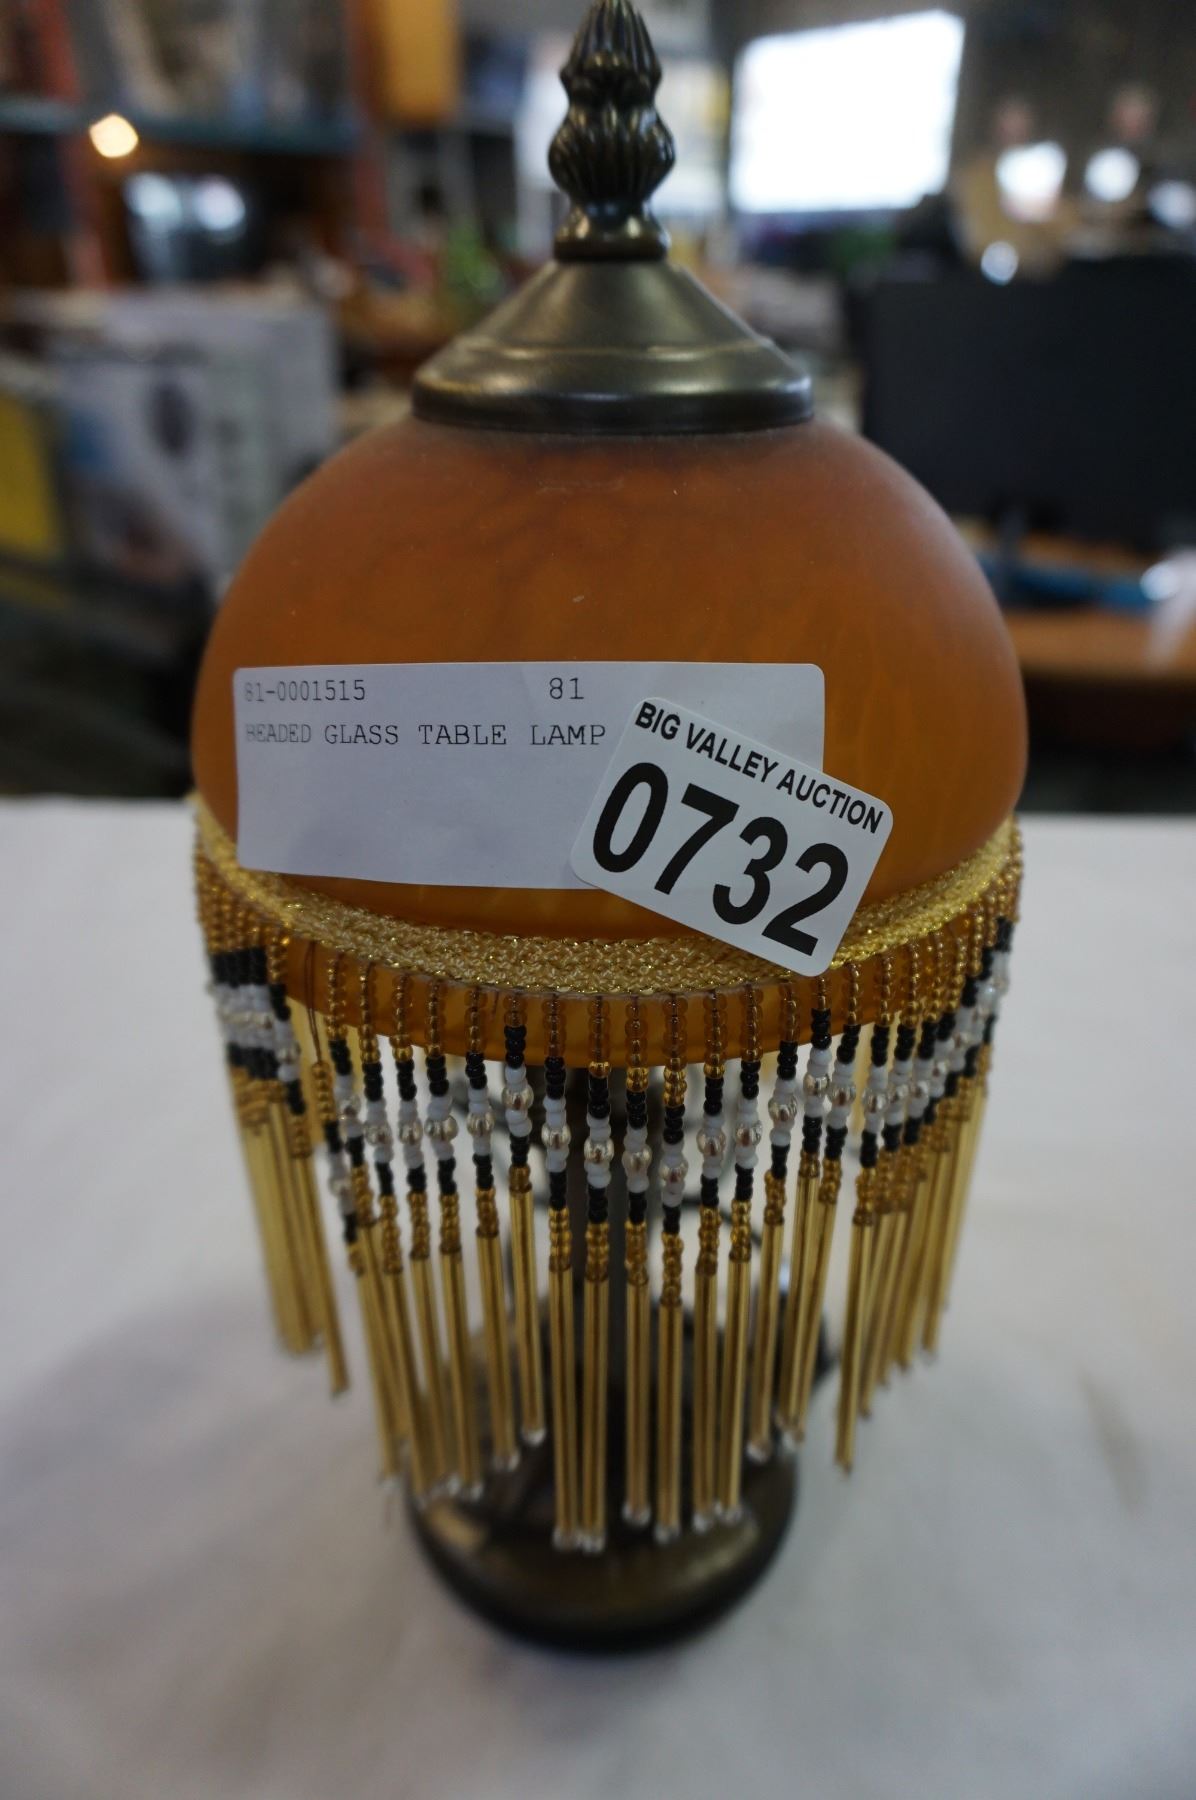 81-0001515 81
BEADED GLASS TABLE LAMP
BIG VALLEY AUCTION
0732